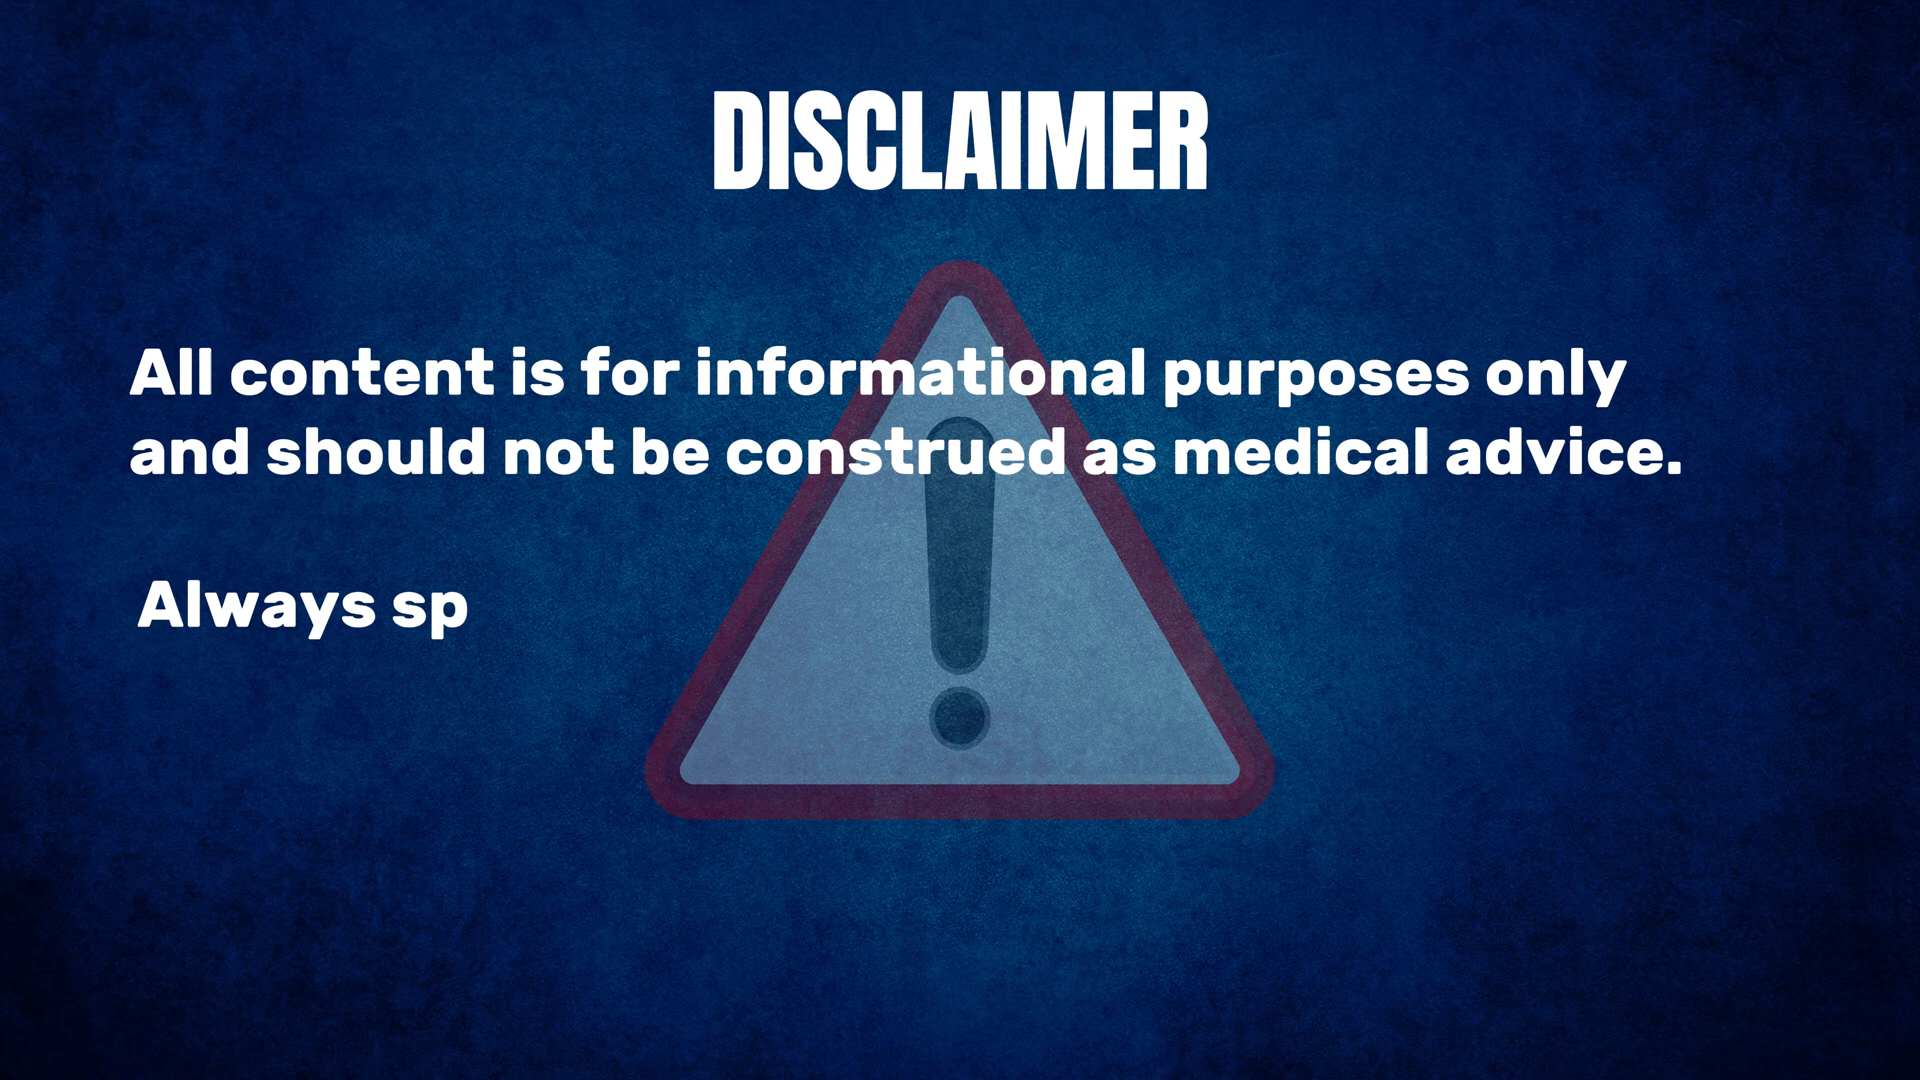 DISCLAIMER
All content is for informational purposes only
and should not be construed as medical advice.
Always sp